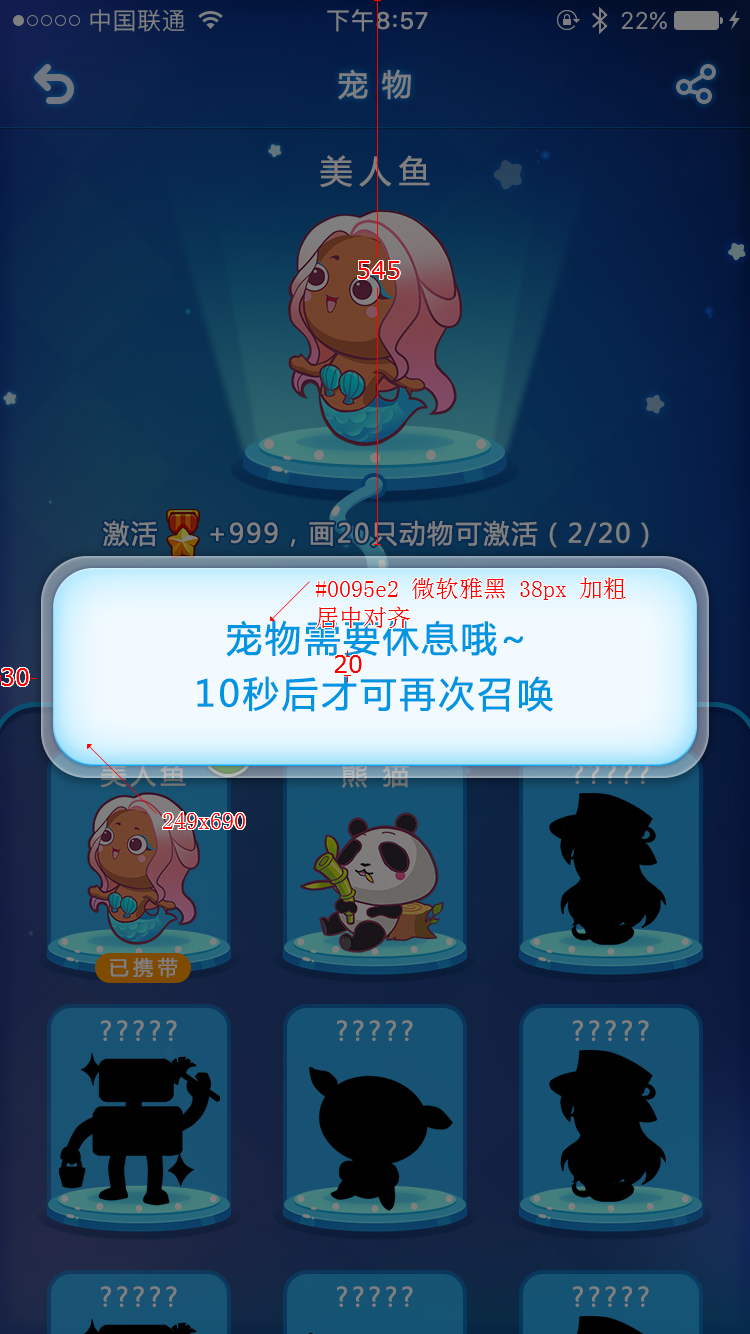 中国联通 下午8:57 22%
宠 物
美人鱼
545
激活 +999，画20只动物可激活（2/20）
#0095e2 微软雅黑 38px 加粗
居中对齐
宠物需要休息哦~
20
30
10秒后才可再次召唤
美人鱼 熊 猫 ?????
249x690
已携带
????? ????? ?????
????? ????? ?????